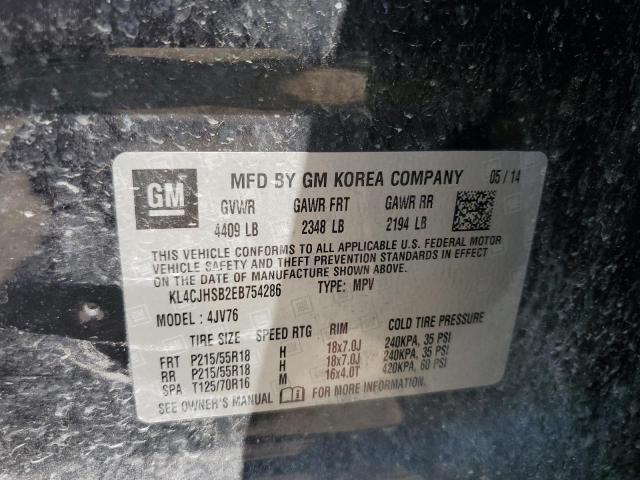 GM MFD BY GM KOREA COMPANY 05 / 14
GVWR GAWR FRT GAWR RR
4409 LB 2348 LB 2194 LB
THIS VEHICLE CONFORMS TO ALL APPLICABLE U.S. FEDERAL MOTOR
VEHICLE SAFETY AND THEFT PREVENTION STANDARDS IN EFFECT
ON THE DATE OF MANUFACTURE SHOWN ABOVE.
KL4CJHSB2EB754286 TYPE: MPV
MODEL : 4JV76
TIRE SIZE SPEED RTG RIM COLD TIRE PRESSURE
FRT P215/55R18 H 18x7.0J 240KPA, 35 PSI
RR P215/55R18 H 18x7.0J 240KPA, 35 PSI
SPA T125/70R16 M 16x4.0T 420KPA, 60 PSI
SEE OWNER'S MANUAL FOR MORE INFORMATION